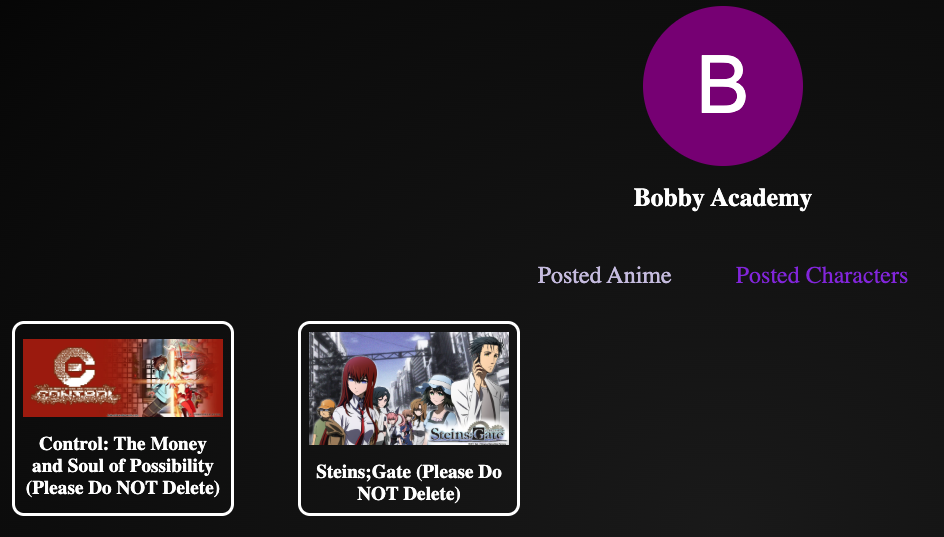 B
Bobby Academy
Posted Anime
Posted Characters
CONTROL
Control: The Money
and Soul of Possibility
(Please Do NOT Delete)
Steins;Gate
Steins;Gate (Please Do
NOT Delete)